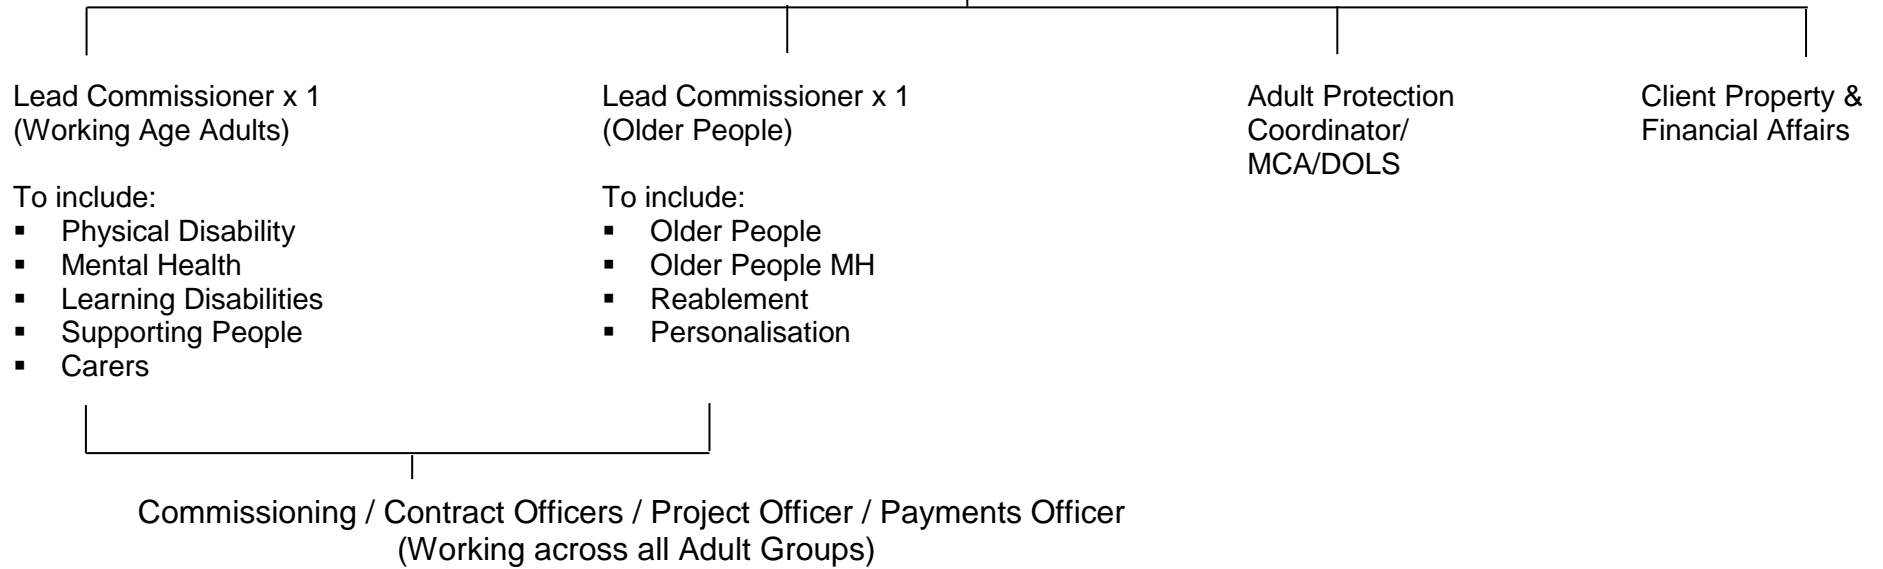 Lead Commissioner x 1
(Working Age Adults)
To include:
▪ Physical Disability
▪ Mental Health
▪ Learning Disabilities
▪ Supporting People
▪ Carers
Lead Commissioner x 1
(Older People)
To include:
▪ Older People
▪ Older People MH
▪ Reablement
▪ Personalisation
Adult Protection
Coordinator/
MCA/DOLS
Client Property &
Financial Affairs
Commissioning / Contract Officers / Project Officer / Payments Officer
(Working across all Adult Groups)